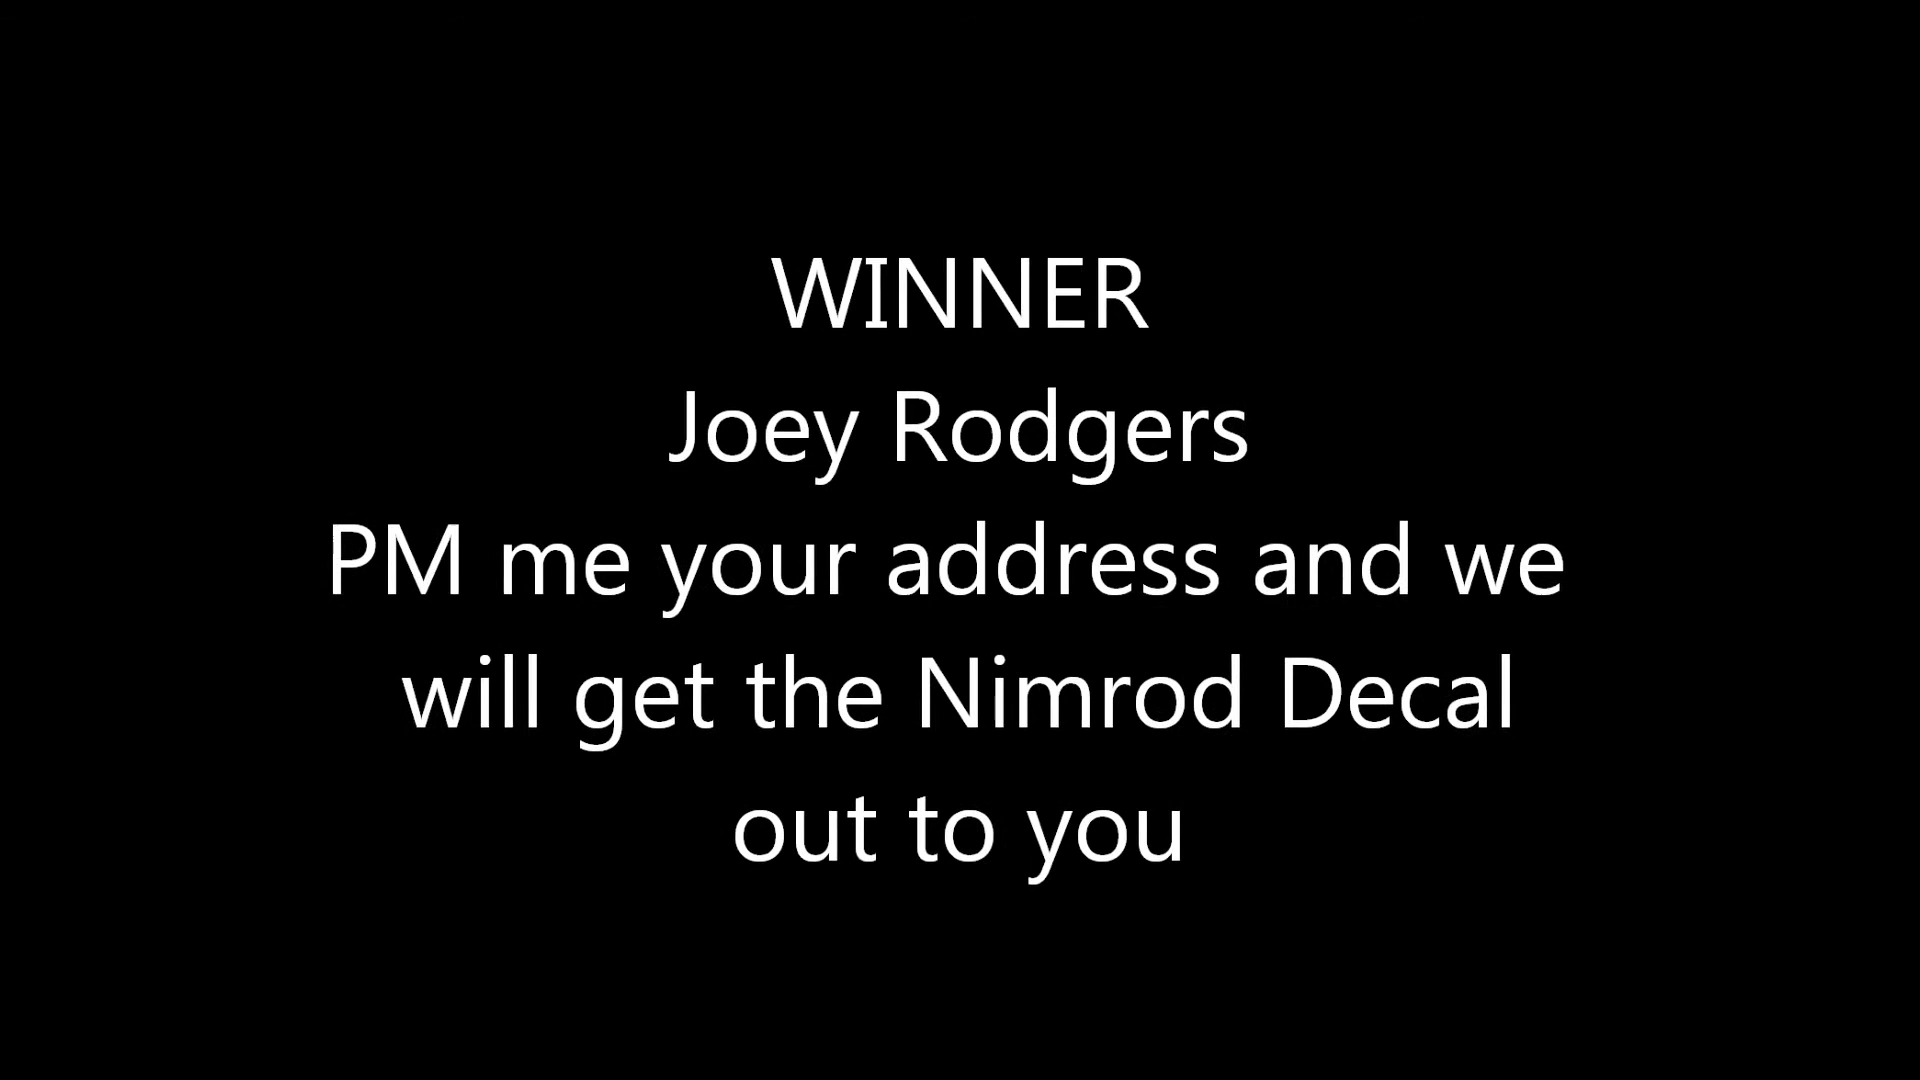 WINNER
Joey Rodgers
PM me your address and we
will get the Nimrod Decal
out to you